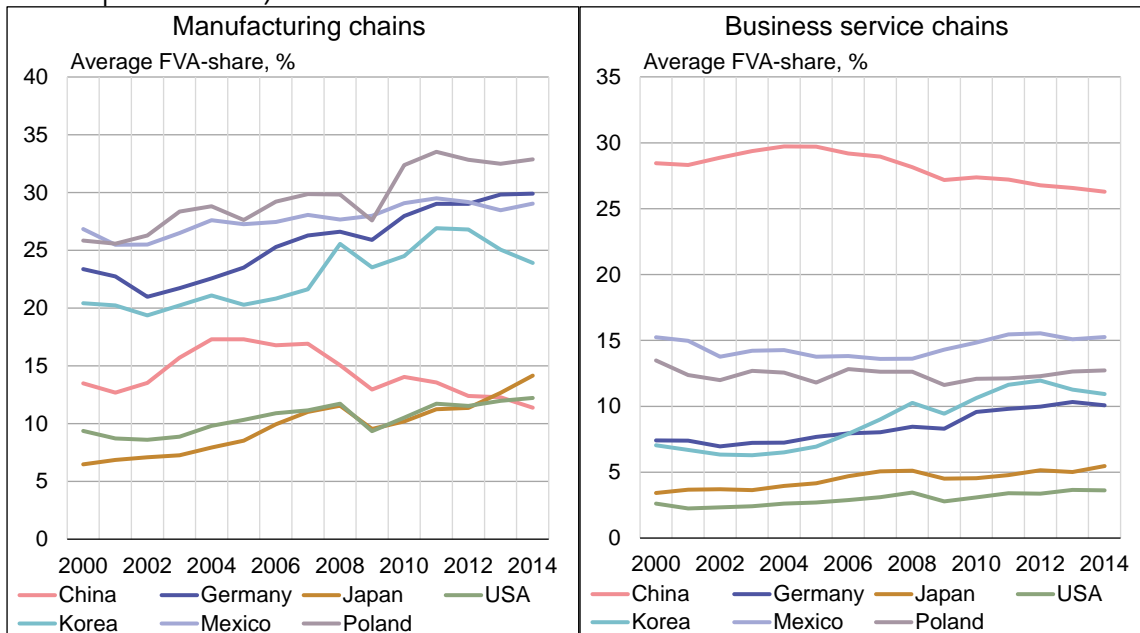 Manufacturing chains
Average FVA-share, %
40
35
30
25
20
15
10
5
0
2000 2002 2004 2006 2008 2010 2012 2014
China Germany Japan USA
Korea Mexico Poland
Business service chains
Average FVA-share, %
35
30
25
20
15
10
5
0
2000 2002 2004 2006 2008 2010 2012 2014
China Germany Japan USA
Korea Mexico Poland